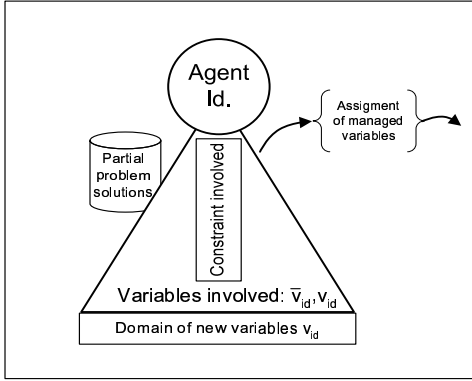 Agent
Id.
Assigment
of managed
variables
Partial
problem
solutions
Constraint involved
Variables involved: v̅id,vid
Domain of new variables vid